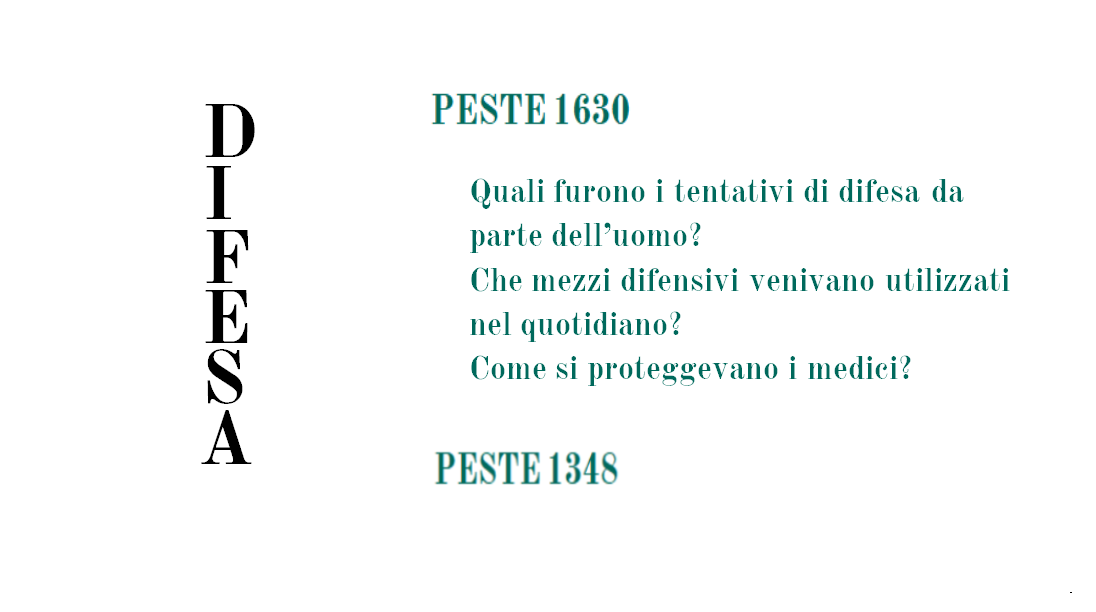 DIFESA
PESTE 1630
Quali furono i tentativi di difesa da
parte dell’uomo?
Che mezzi difensivi venivano utilizzati
nel quotidiano?
Come si proteggevano i medici?
PESTE 1348